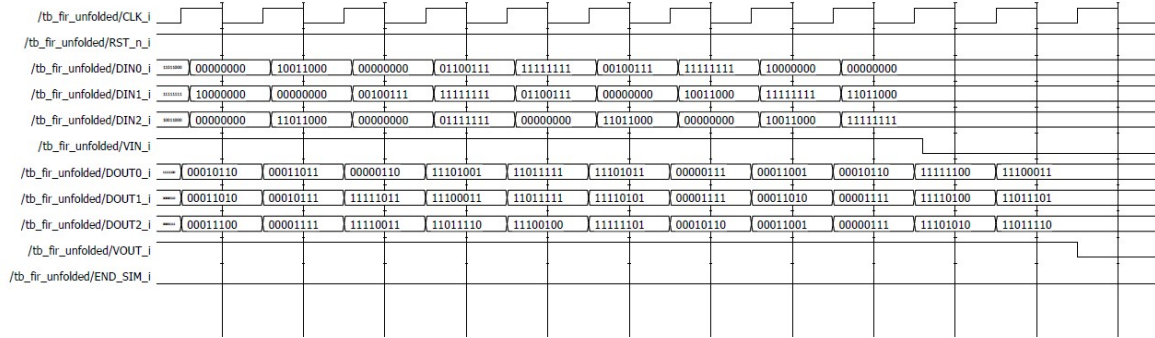 /tb_fir_unfolded/CLK_i
/tb_fir_unfolded/RST_n_i
/tb_fir_unfolded/DIN0_i 00000000 10011000 00000000 01100111 11111111 00100111 11111111 10000000 00000000
/tb_fir_unfolded/DIN1_i 10000000 00000000 00100111 11111111 01100111 00000000 10011000 11111111 11011000
/tb_fir_unfolded/DIN2_i 00000000 11011000 00000000 01111111 00000000 11011000 00000000 10011000 11111111
/tb_fir_unfolded/VIN_i
/tb_fir_unfolded/DOUT0_i 00010110 00011011 00000110 11101001 11011111 11101011 00000111 00011001 00010110 11111100 11100011
/tb_fir_unfolded/DOUT1_i 00011010 00010111 11111011 11100011 11011111 11110101 00001111 00011010 00001111 11110100 11011101
/tb_fir_unfolded/DOUT2_i 00011100 00001111 11110011 11011110 11100100 11111101 00010110 00011001 00000111 11101010 11011110
/tb_fir_unfolded/VOUT_i
/tb_fir_unfolded/END_SIM_i